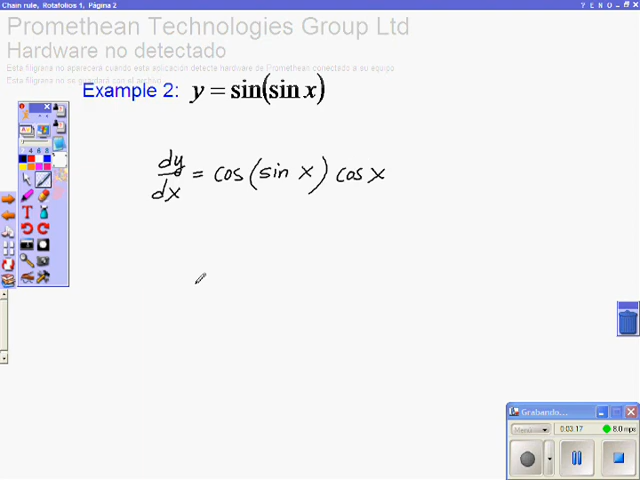 Chain rule, Rotafolios 1, Página 2
Y E N O
Promethean Technologies Group Ltd
Hardware no detectado
Esta filigrana no aparecerá cuando esta aplicación detecte hardware de Promethean conectado a su equipo
Esta filigrana no se guardará con el archivo
Example 2: y = sin(sin x)
dy/dx = cos(sin x) cos x
Grabando...
Menú
0:03:17
8.0 mps